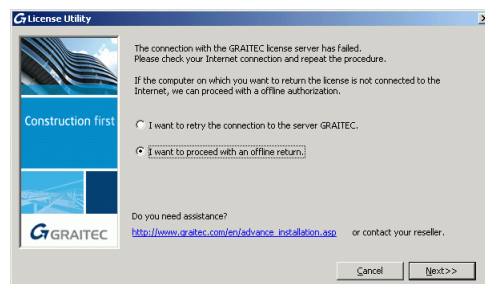 License Utility
The connection with the GRAITEC license server has failed.
Please check your Internet connection and repeat the procedure.
If the computer on which you want to return the license is not connected to the
Internet, we can proceed with a offline authorization.
Construction first
I want to retry the connection to the server GRAITEC.
I want to proceed with an offline return.
Do you need assistance?
http://www.graitec.com/en/advance_installation.asp or contact your reseller.
GRAITEC
Cancel Next>>